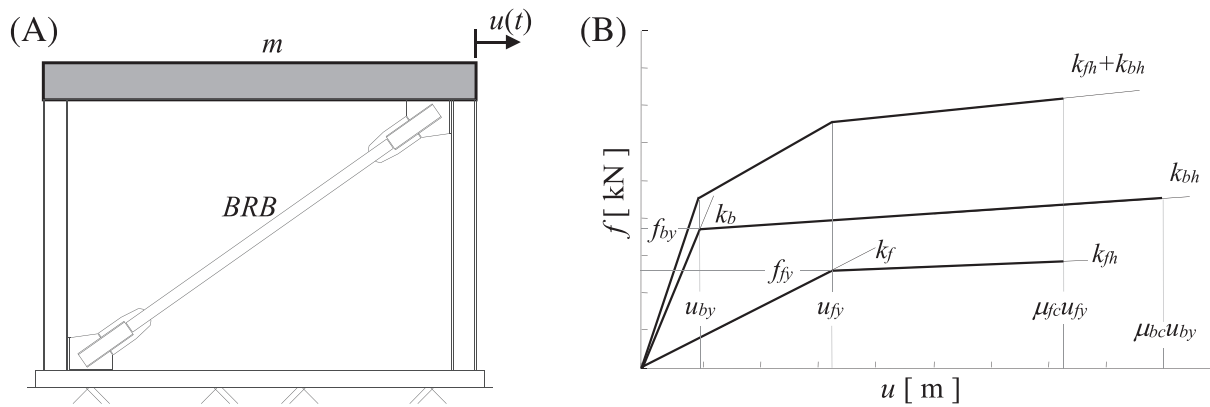 (A)
u(t)
m
BRB
(B)
f [ kN ]
k_fh+k_bh
k_bh
f_by
k_b
k_f
f_fy
k_fh
u_by
u_fy
μ_fc u_fy
μ_bc u_by
u [ m ]